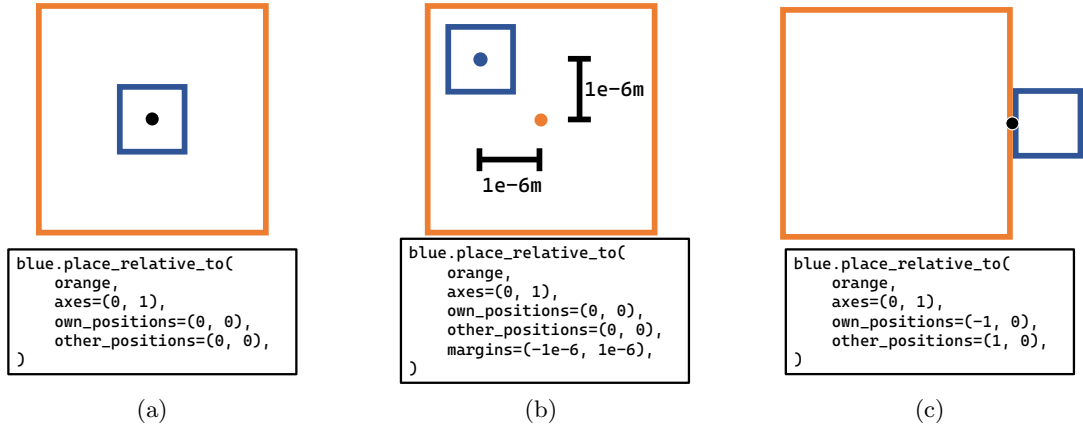 1e-6m
1e-6m
blue.place_relative_to(
    orange,
    axes=(0, 1),
    own_positions=(0, 0),
    other_positions=(0, 0),
)
blue.place_relative_to(
    orange,
    axes=(0, 1),
    own_positions=(0, 0),
    other_positions=(0, 0),
    margins=(-1e-6, 1e-6),
)
blue.place_relative_to(
    orange,
    axes=(0, 1),
    own_positions=(-1, 0),
    other_positions=(1, 0),
)
(a)
(b)
(c)